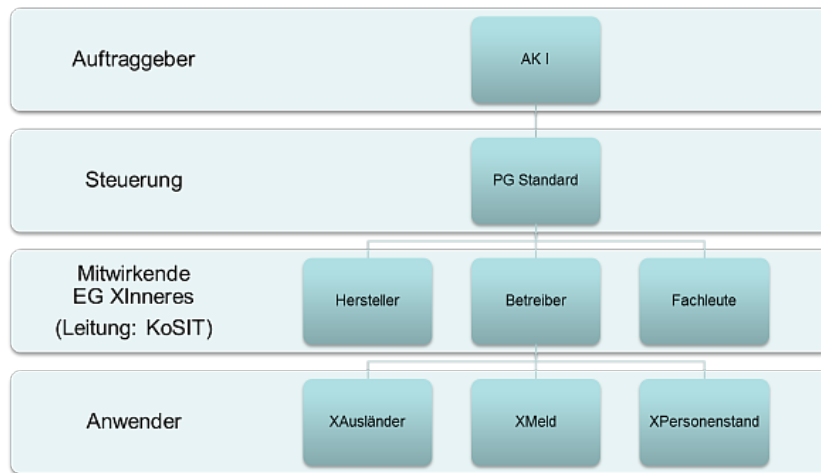 Auftraggeber
AK I
Steuerung
PG Standard
Mitwirkende
EG XInneres
(Leitung: KoSIT)
Hersteller
Betreiber
Fachleute
Anwender
XAusländer
XMeld
XPersonenstand